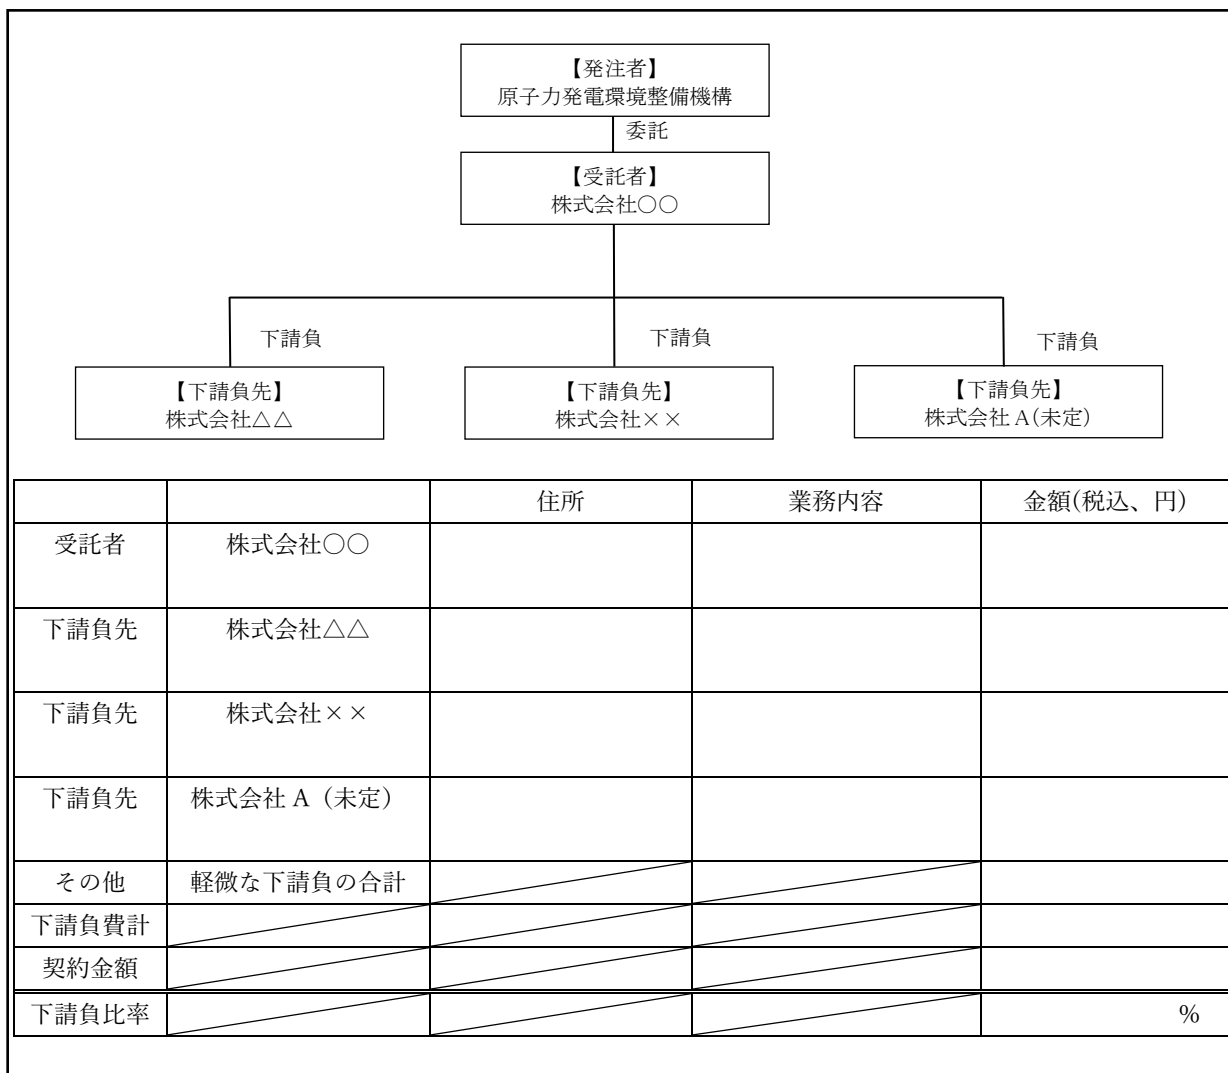 【発注者】
原子力発電環境整備機構
委託
【受託者】
株式会社○○
下請負
下請負
下請負
【下請負先】
株式会社△△
【下請負先】
株式会社××
【下請負先】
株式会社A(未定)
住所 業務内容 金額(税込、円)
受託者 株式会社○○
下請負先 株式会社△△
下請負先 株式会社××
下請負先 株式会社A（未定）
その他 軽微な下請負の合計
下請負費計
契約金額
下請負比率 %